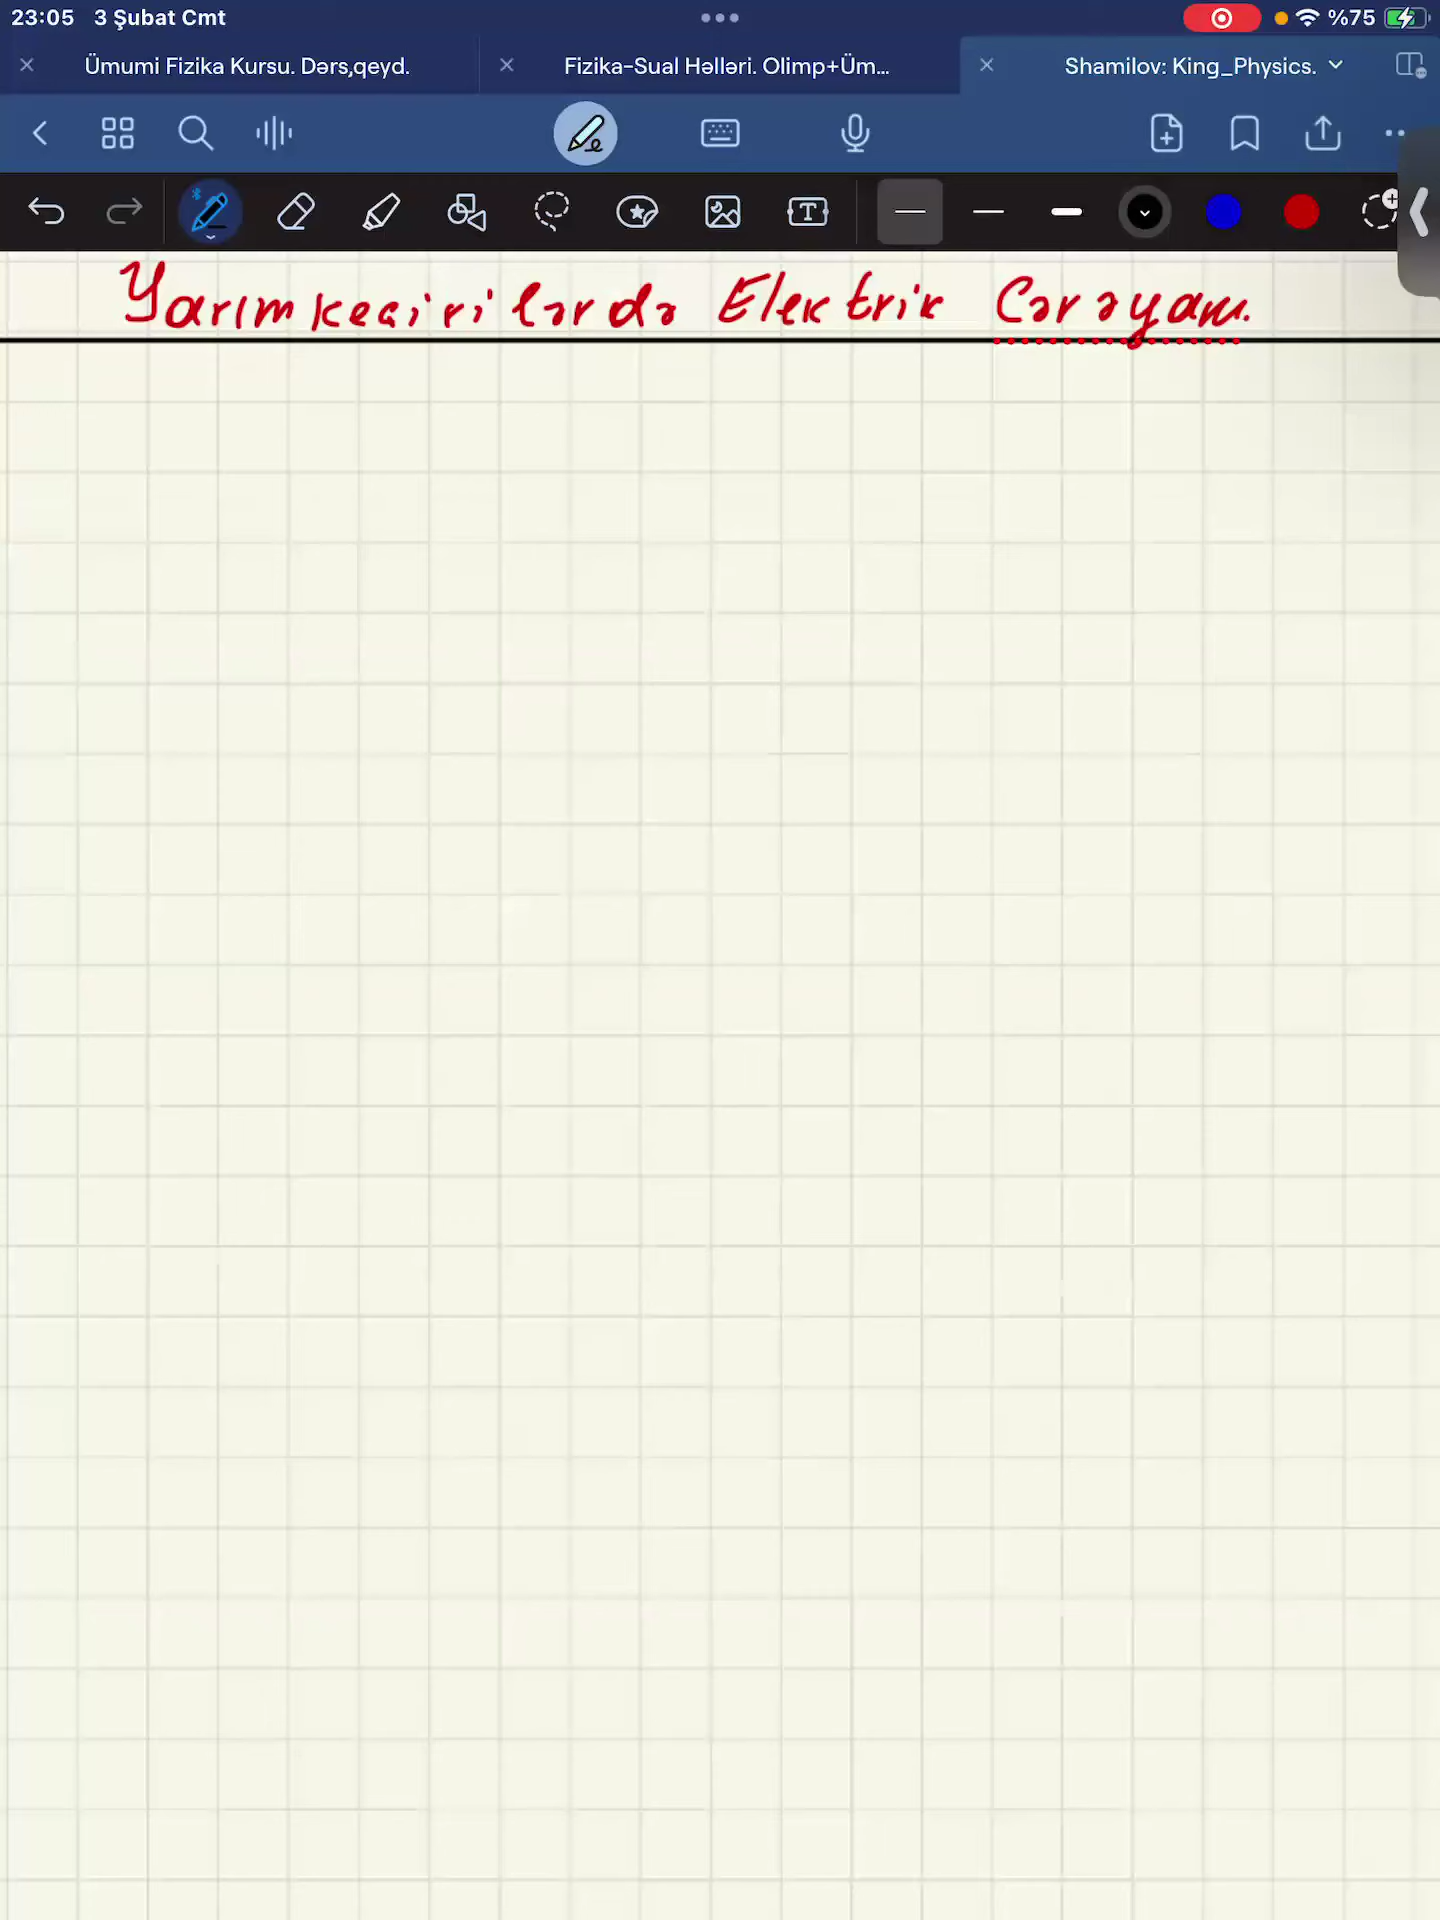 23:05 3 Şubat Cmt %75
Ümumi Fizika Kursu. Dərs,qeyd. Fizika-Sual Həlləri. Olimp+Üm... Shamilov: King_Physics.
Yarımkeçirilərdə Elektrik Cərəyanı.